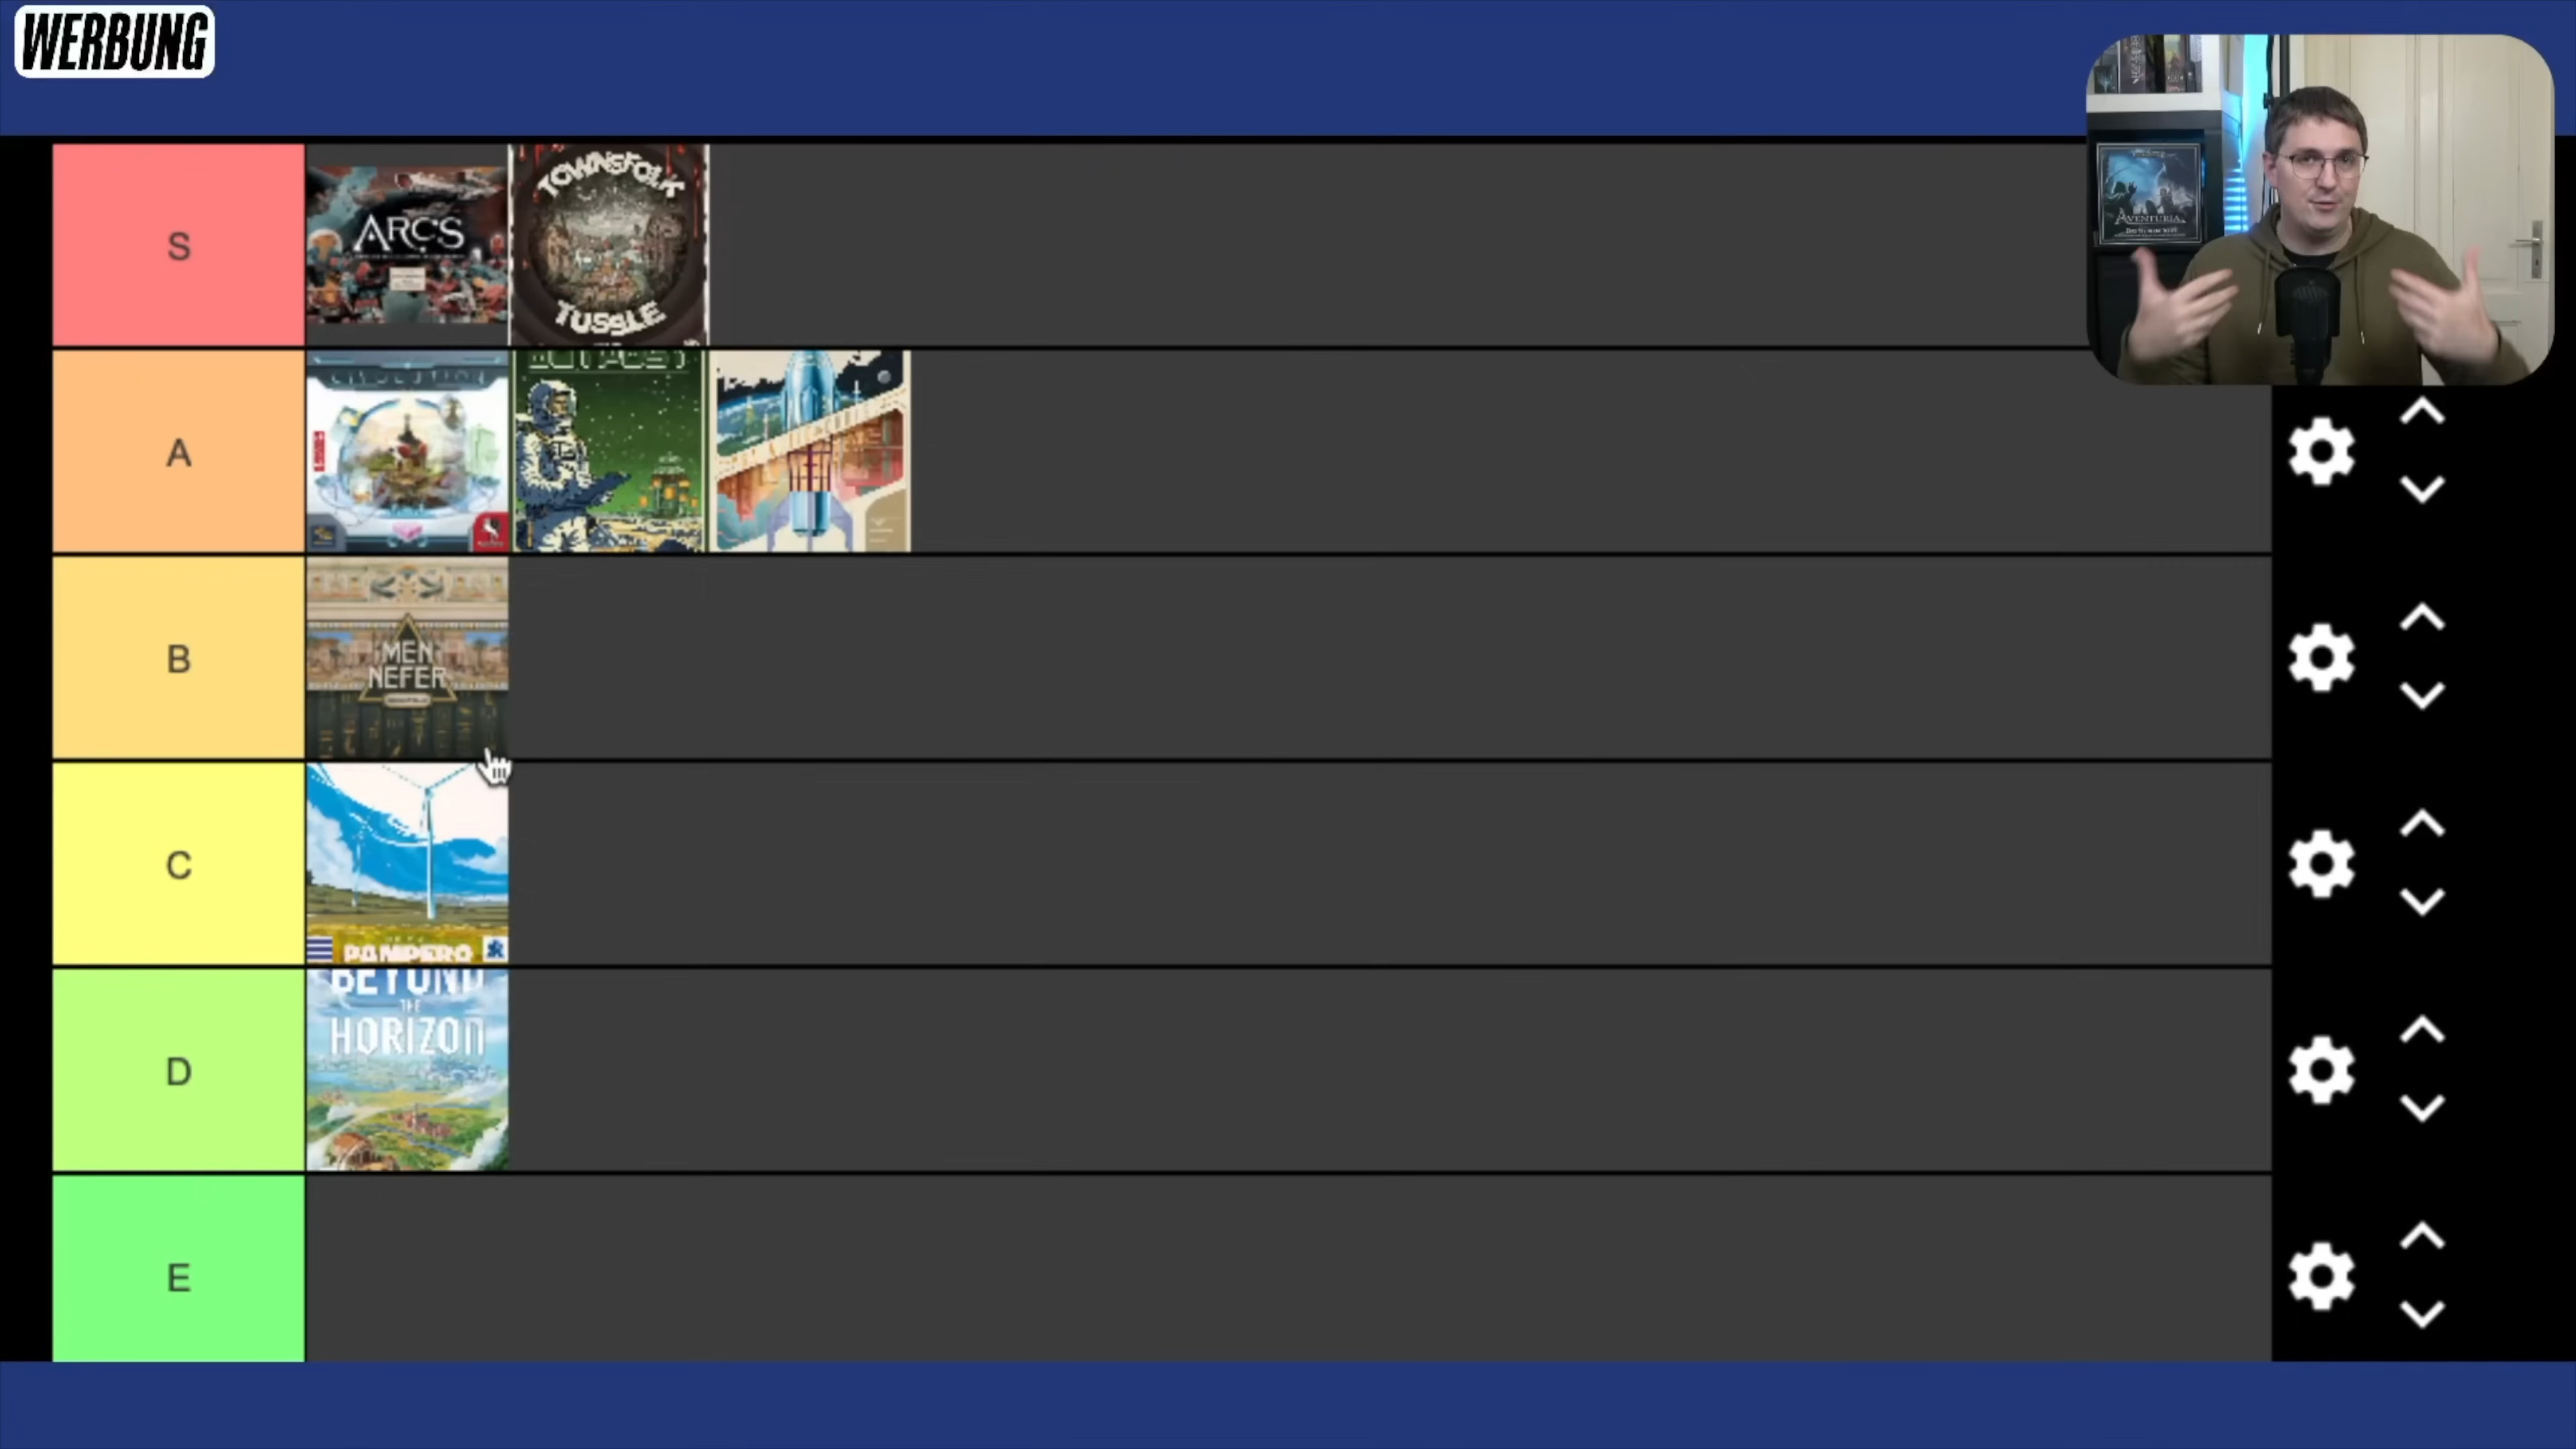 WERBUNG
AVENTURIA
S
ARCS
TOWNSFOLK
TUSSLE
A
B
MEN
NEFER
C
PAMPERO
D
BEYOND
THE
HORIZON
E